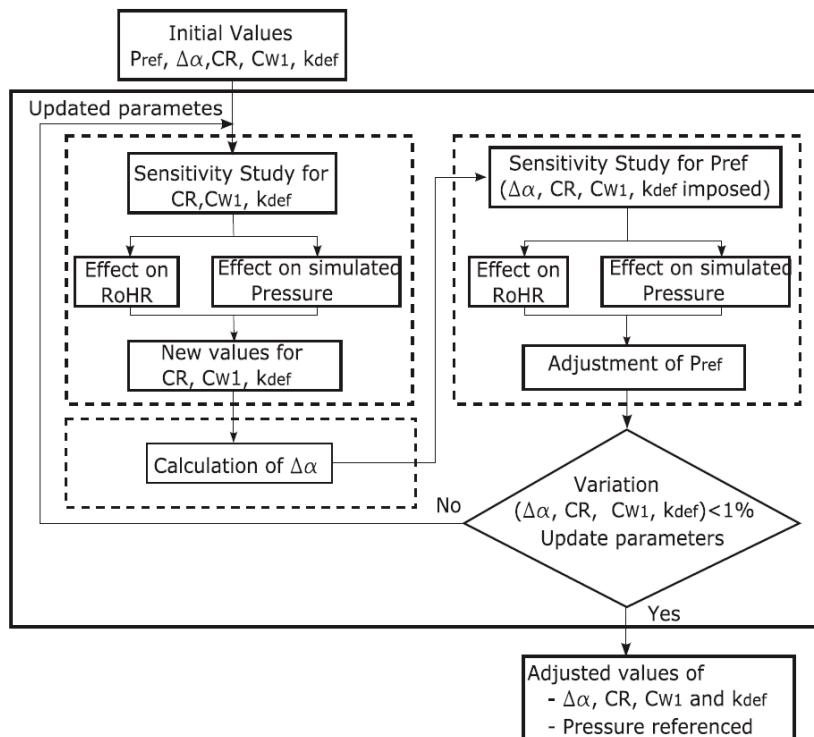 Initial Values
Pref, Δα,CR, CW1, kdef
Updated parametes
Sensitivity Study for
CR,CW1, kdef
Effect on
RoHR
Effect on simulated
Pressure
New values for
CR, CW1, kdef
Calculation of Δα
Sensitivity Study for Pref
(Δα, CR, CW1, kdef imposed)
Effect on
RoHR
Effect on simulated
Pressure
Adjustment of Pref
Variation
(Δα, CR, CW1, kdef)<1%
Update parameters
No
Yes
Adjusted values of
- Δα, CR, CW1 and kdef
- Pressure referenced